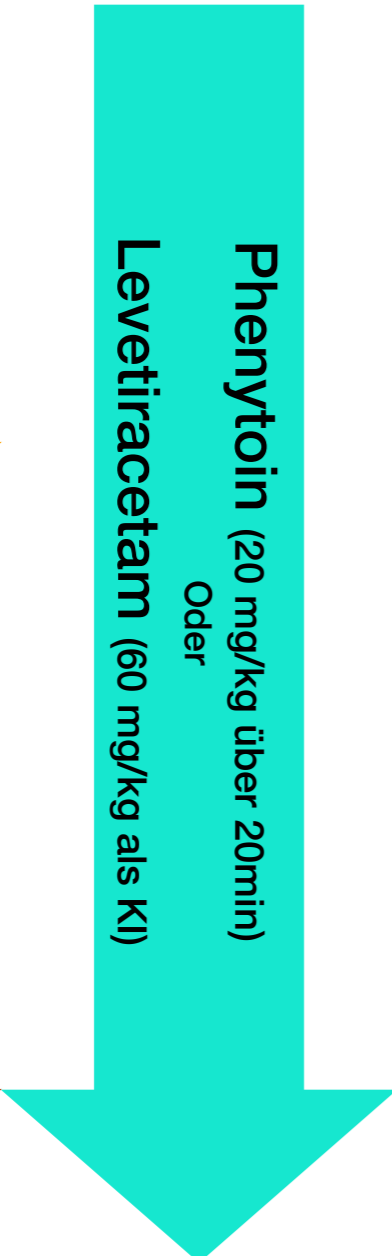 Phenytoin (20 mg/kg über 20min)
Oder
Levetiracetam (60 mg/kg als KI)